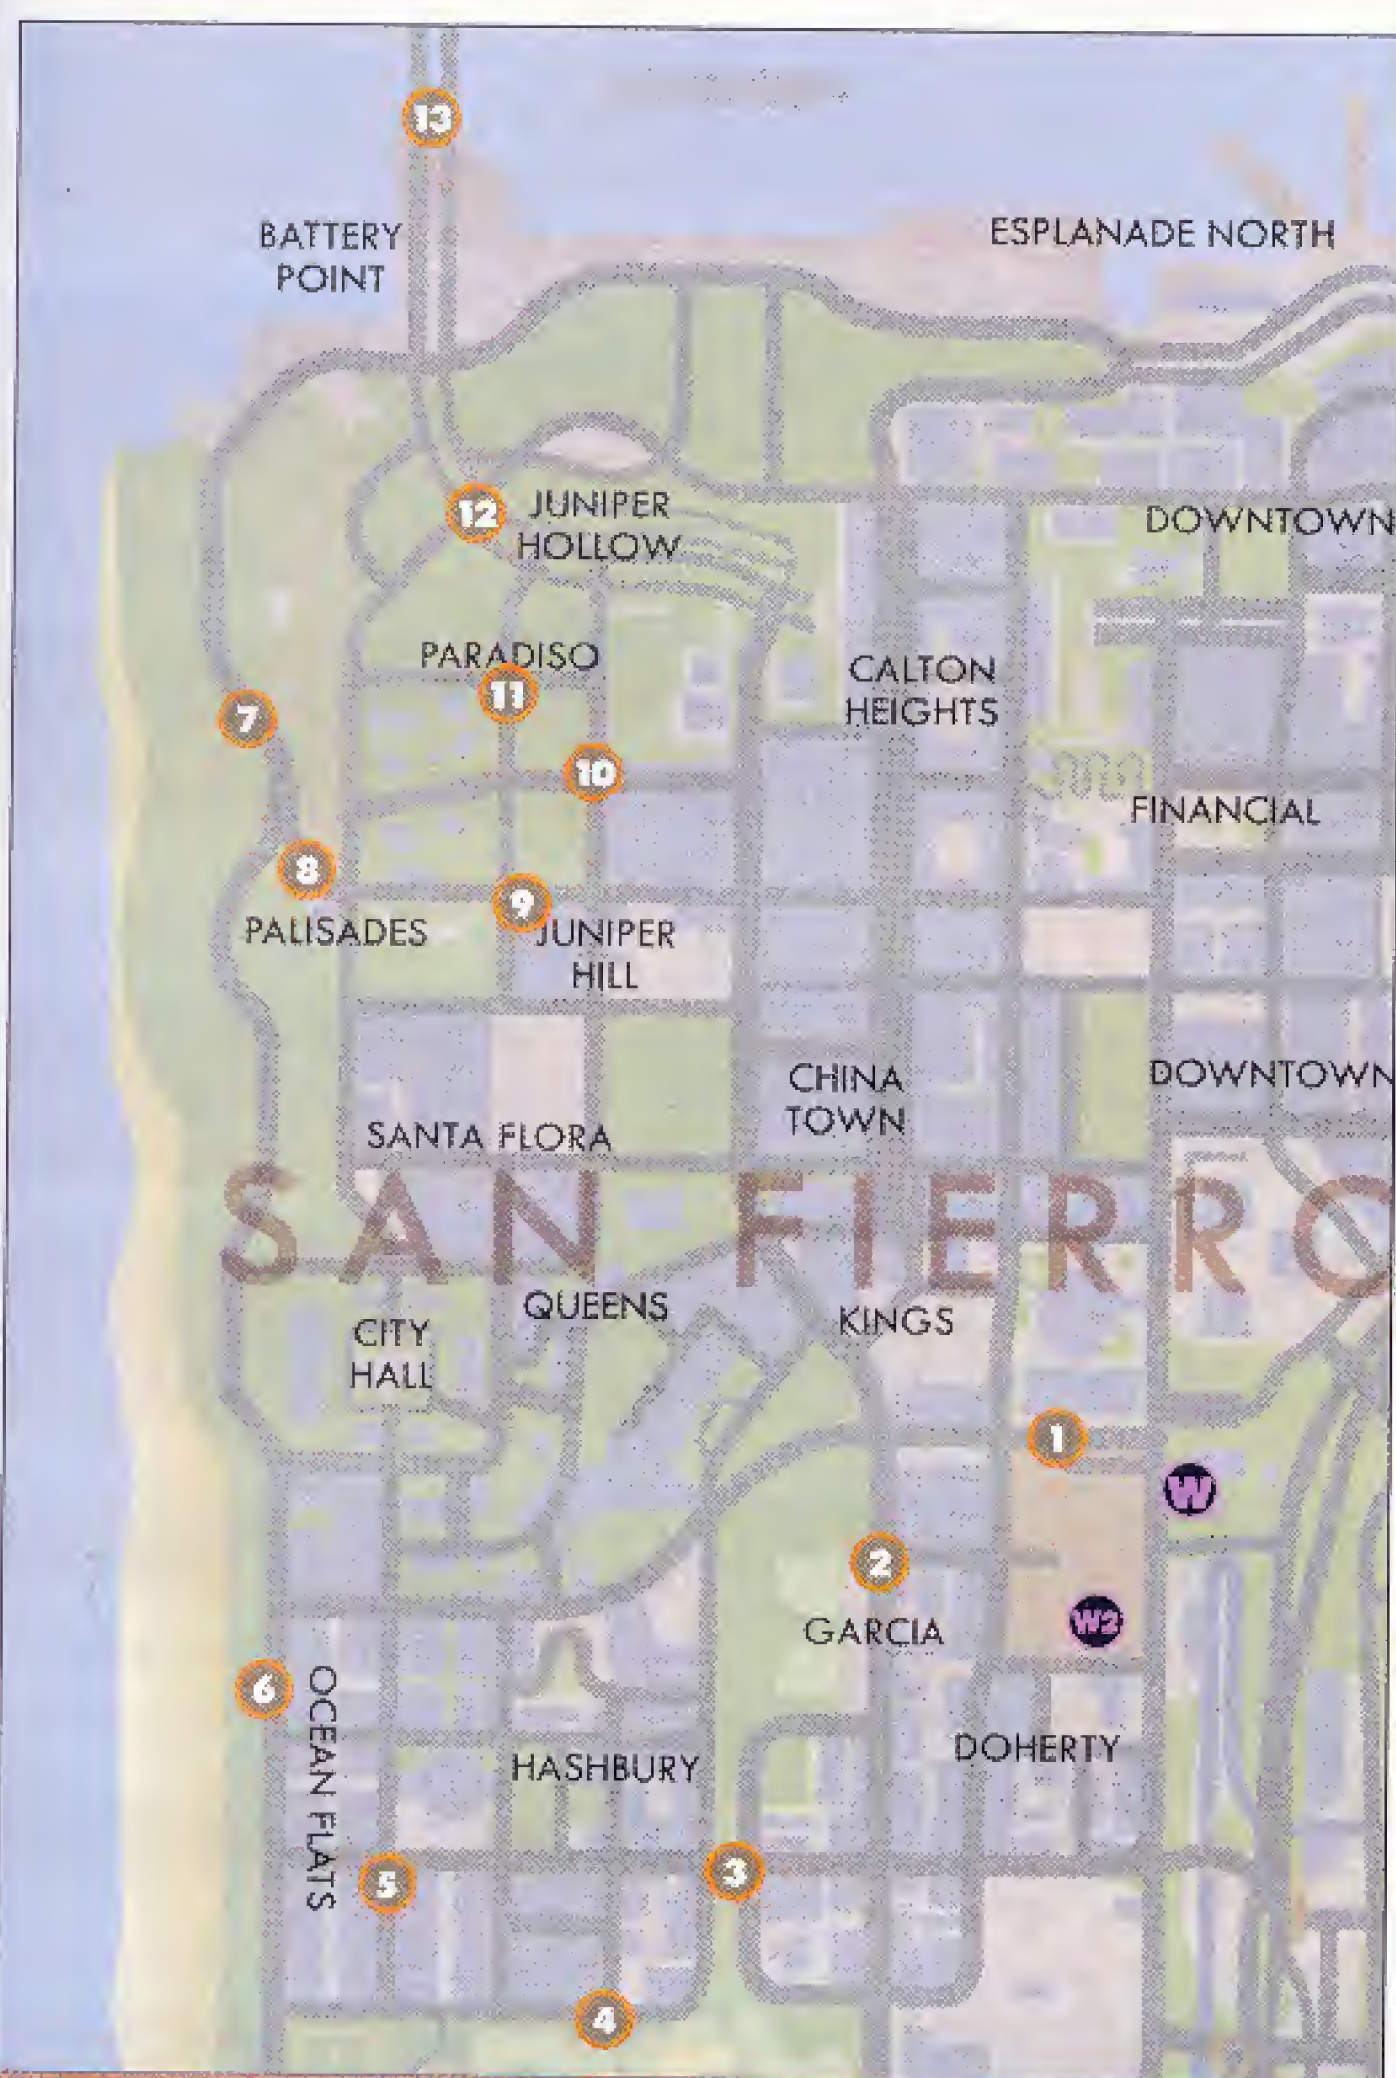 13
BATTERY
POINT
ESPLANADE NORTH
12
JUNIPER
HOLLOW
DOWNTOWN
PARADISO
11
CALTON
HEIGHTS
7
10
FINANCIAL
8
9
PALISADES
JUNIPER
HILL
CHINA
TOWN
DOWNTOWN
SANTA FLORA
SAN FIERRO
QUEENS
KINGS
CITY
HALL
1
W
2
W2
GARCIA
6
OCEAN FLATS
HASHBURY
DOHERTY
3
5
4